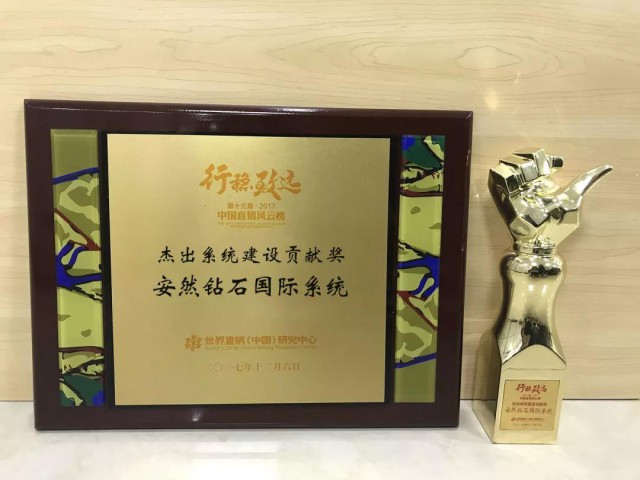 行稳致远
第十三届·2017
中国直销风云榜
杰出系统建设贡献奖
安然钻石国际系统
世界直销（中国）研究中心
二〇一七年十二月六日
行稳致远
安然钻石国际系统